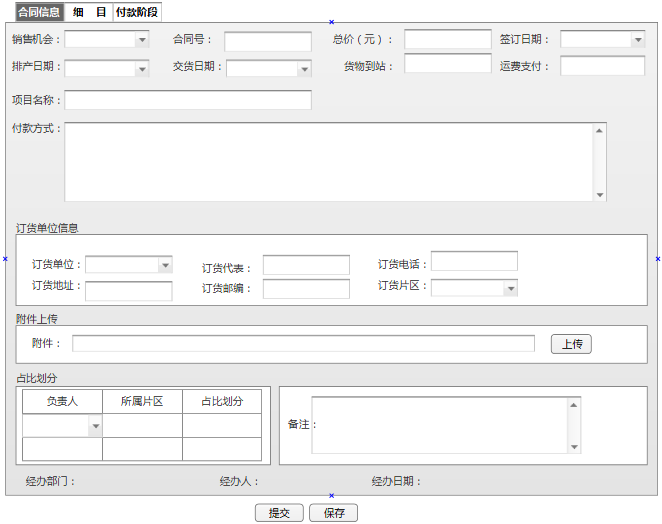 合同信息 细 目 付款阶段
销售机会： 合同号： 总价（元）： 签订日期：
排产日期： 交货日期： 货物到站： 运费支付：
项目名称：
付款方式：
订货单位信息
订货单位： 订货代表： 订货电话：
订货地址： 订货邮编： 订货片区：
附件上传
附件： 上传
占比划分
负责人 所属片区 占比划分
备注：
经办部门： 经办人： 经办日期：
提交 保存